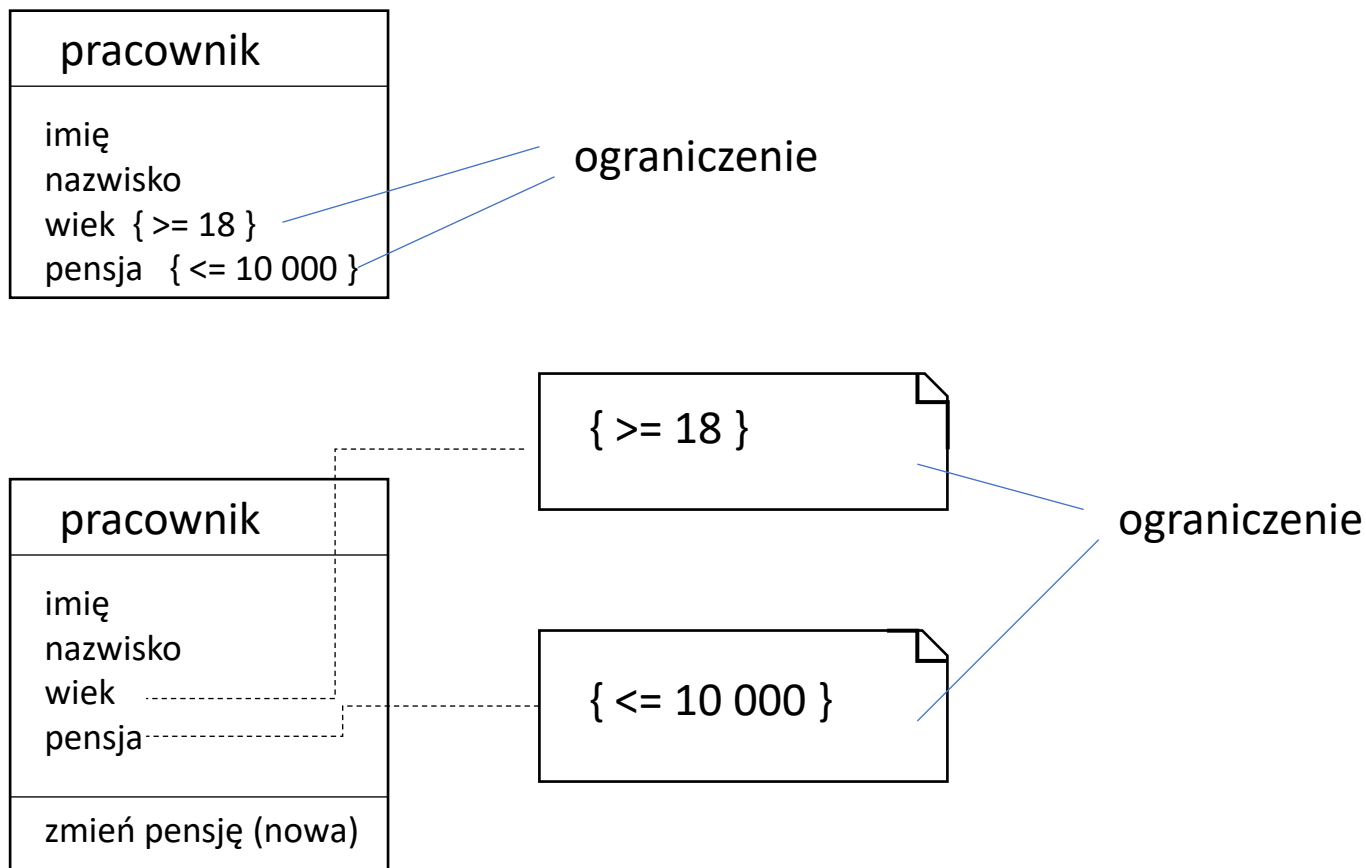 pracownik
imię
nazwisko
wiek { >= 18 }
pensja { <= 10 000 }
ograniczenie
{ >= 18 }
pracownik
ograniczenie
imię
nazwisko
wiek
pensja
{ <= 10 000 }
zmień pensję (nowa)